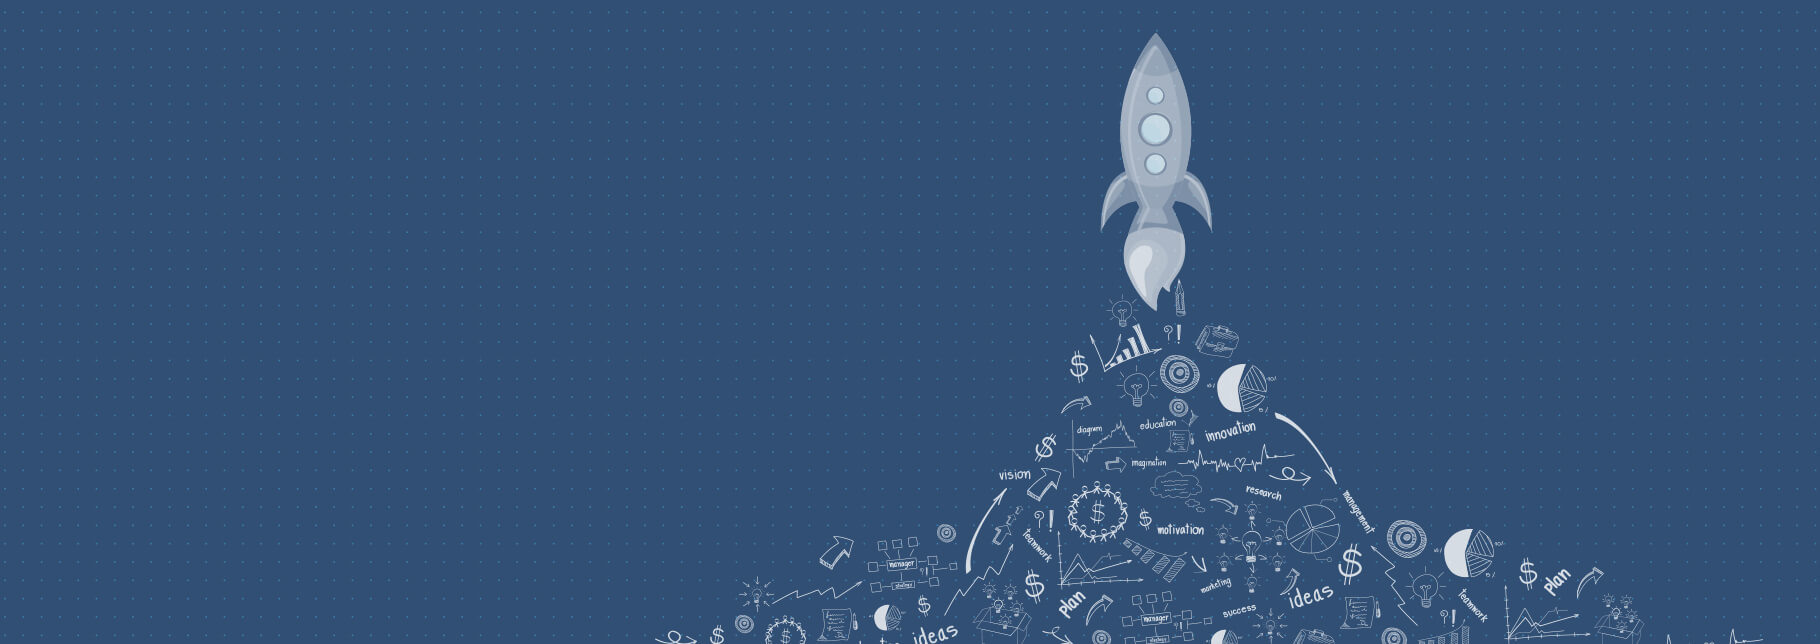 ? !
$
diagram
education
innovation
$
imagination
vision
research
management
? !
$
$
motivation
teamwork
manager
strategy
$
marketing
$
plan
ideas
$
plan
success
teamwork
manager
strategy
$
$
ideas
? !